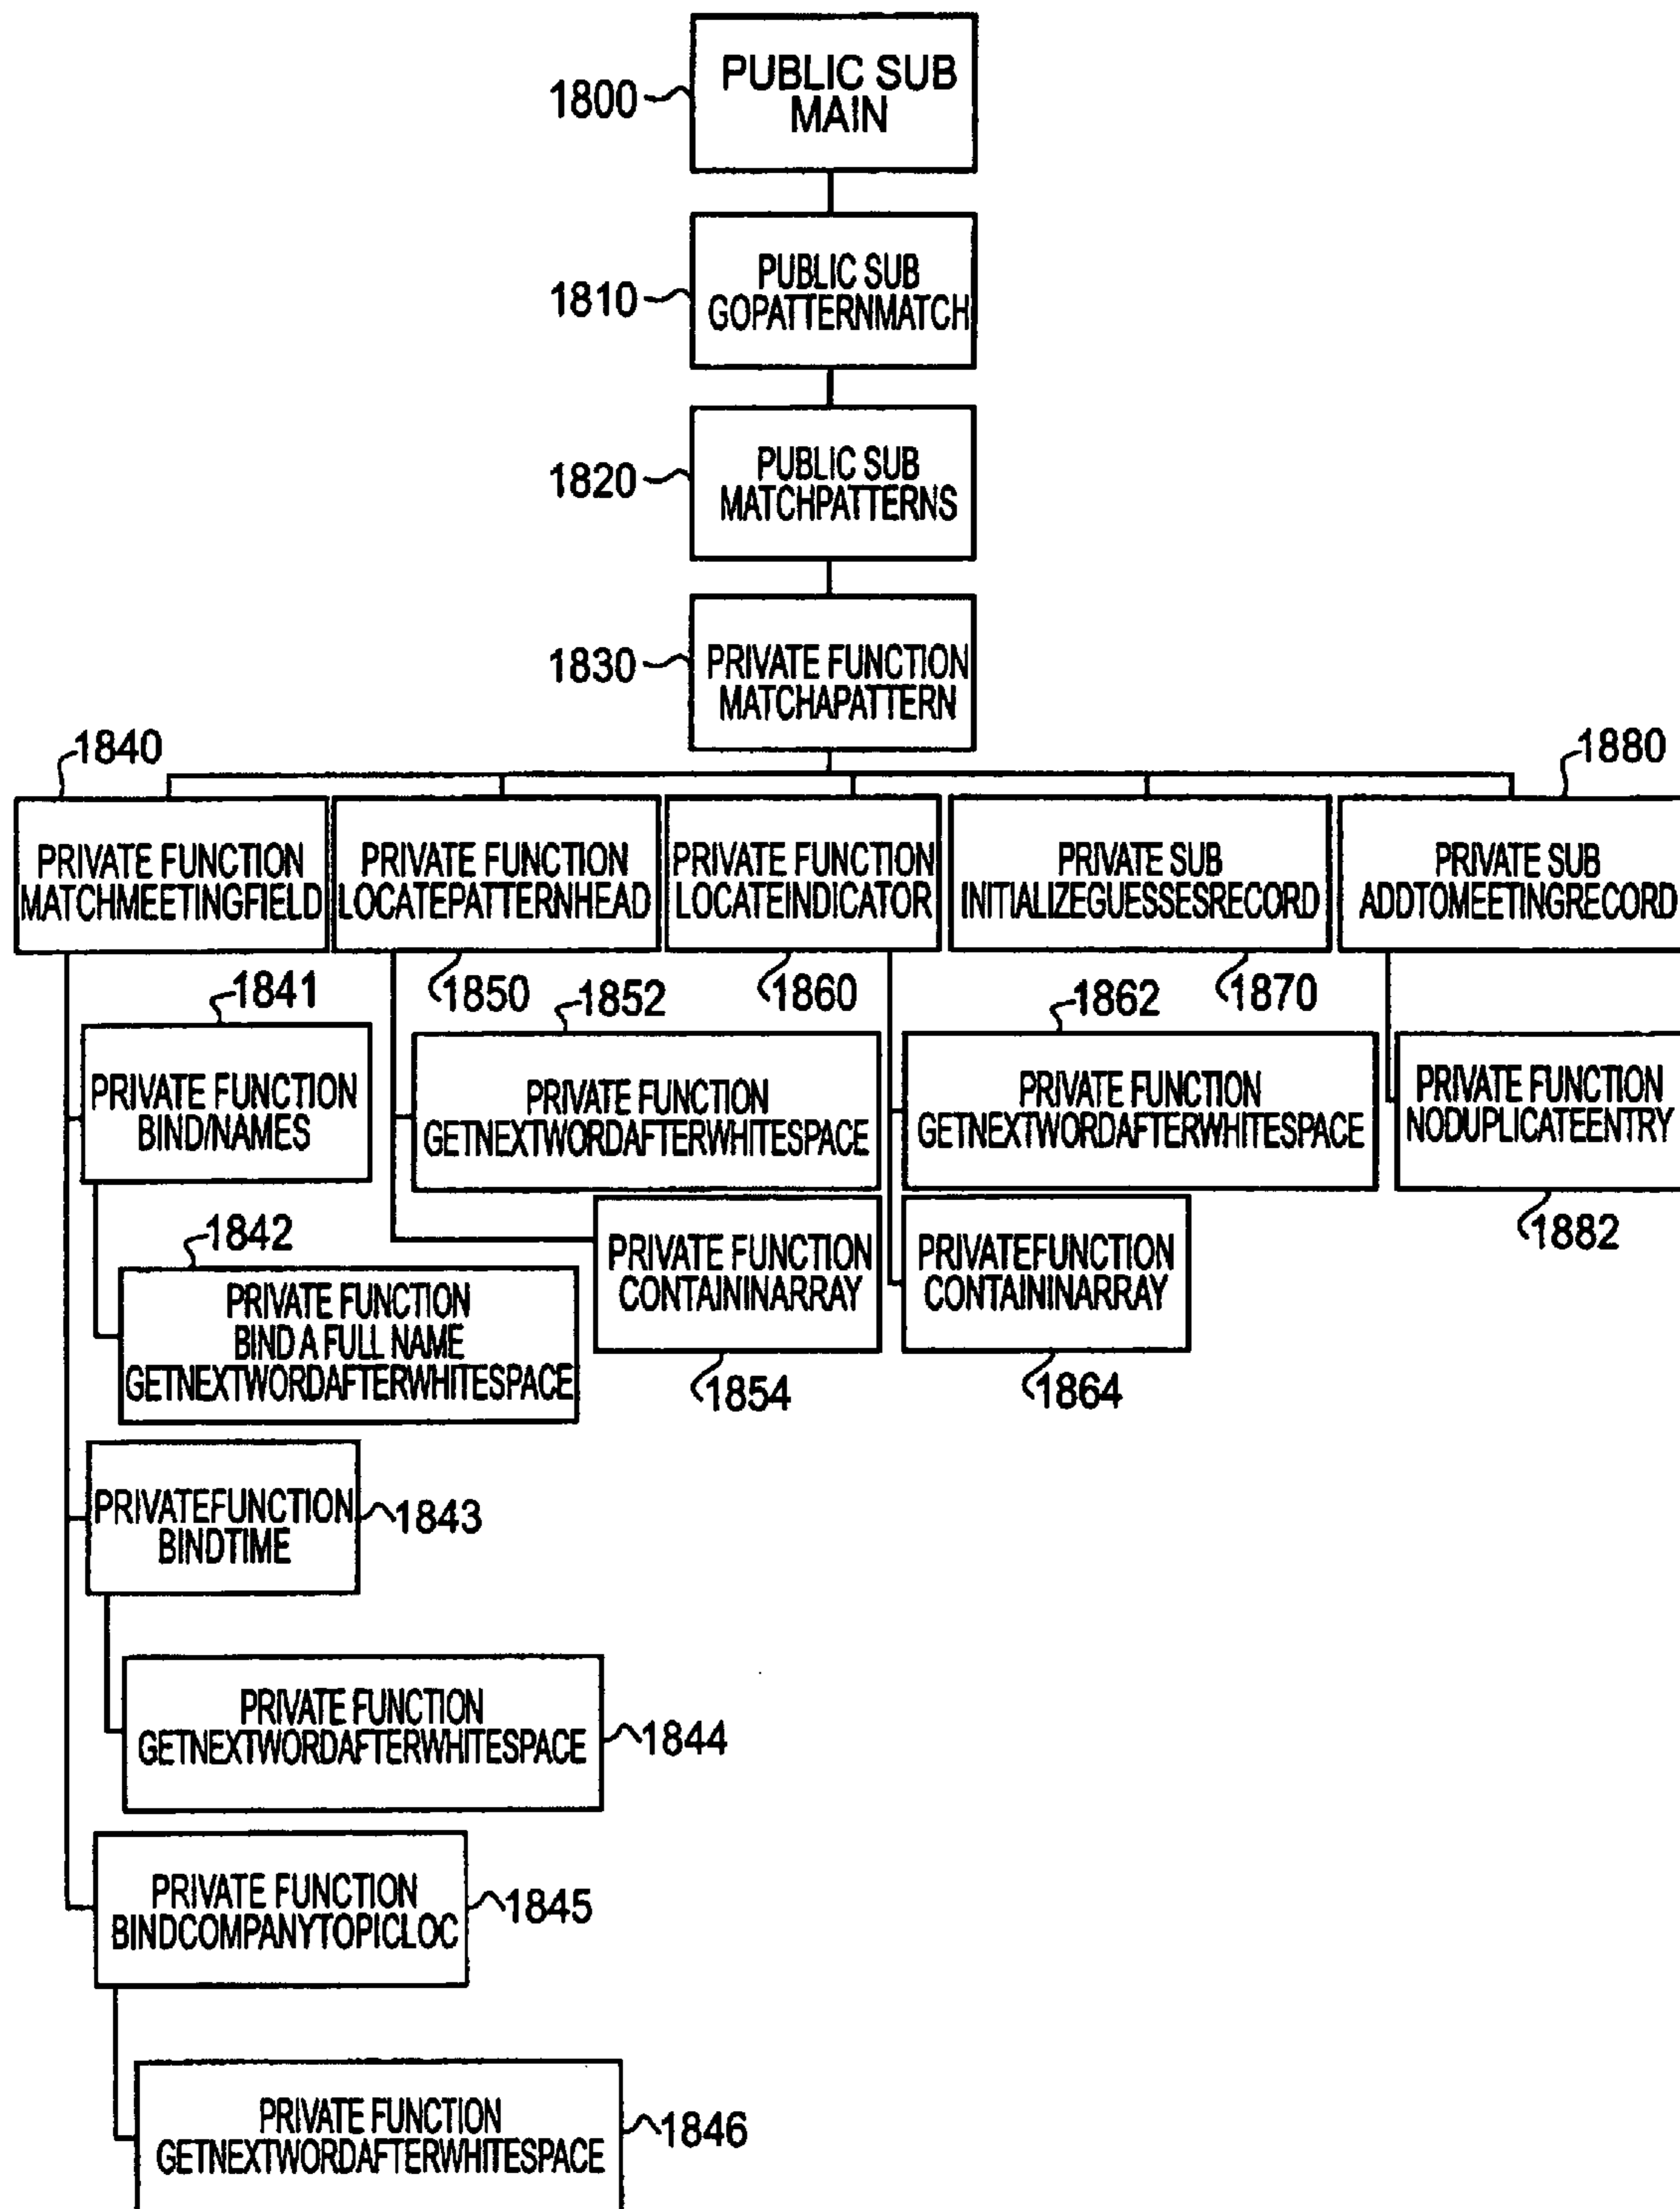 1800
PUBLIC SUB
MAIN
1810
PUBLIC SUB
GOPATTERNMATCH
1820
PUBLIC SUB
MATCHPATTERNS
1830
PRIVATE FUNCTION
MATCHAPATTERN
1840
PRIVATE FUNCTION
MATCHMEETINGFIELD
PRIVATE FUNCTION
LOCATEPATTERNHEAD
1850
PRIVATE FUNCTION
LOCATEINDICATOR
1860
PRIVATE SUB
INITIALIZEGUESSESRECORD
1870
1880
PRIVATE SUB
ADDTOMEETINGRECORD
1841
PRIVATE FUNCTION
BIND/NAMES
1852
PRIVATE FUNCTION
GETNEXTWORDAFTERWHITESPACE
1862
PRIVATE FUNCTION
GETNEXTWORDAFTERWHITESPACE
PRIVATE FUNCTION
NODUPLICATEENTRY
1882
1842
PRIVATE FUNCTION
BIND A FULL NAME
GETNEXTWORDAFTERWHITESPACE
PRIVATE FUNCTION
CONTAININARRAY
1854
PRIVATEFUNCTION
CONTAININARRAY
1864
PRIVATEFUNCTION
BINDTIME
1843
PRIVATE FUNCTION
GETNEXTWORDAFTERWHITESPACE
1844
PRIVATE FUNCTION
BINDCOMPANYTOPICLOC
1845
PRIVATE FUNCTION
GETNEXTWORDAFTERWHITESPACE
1846